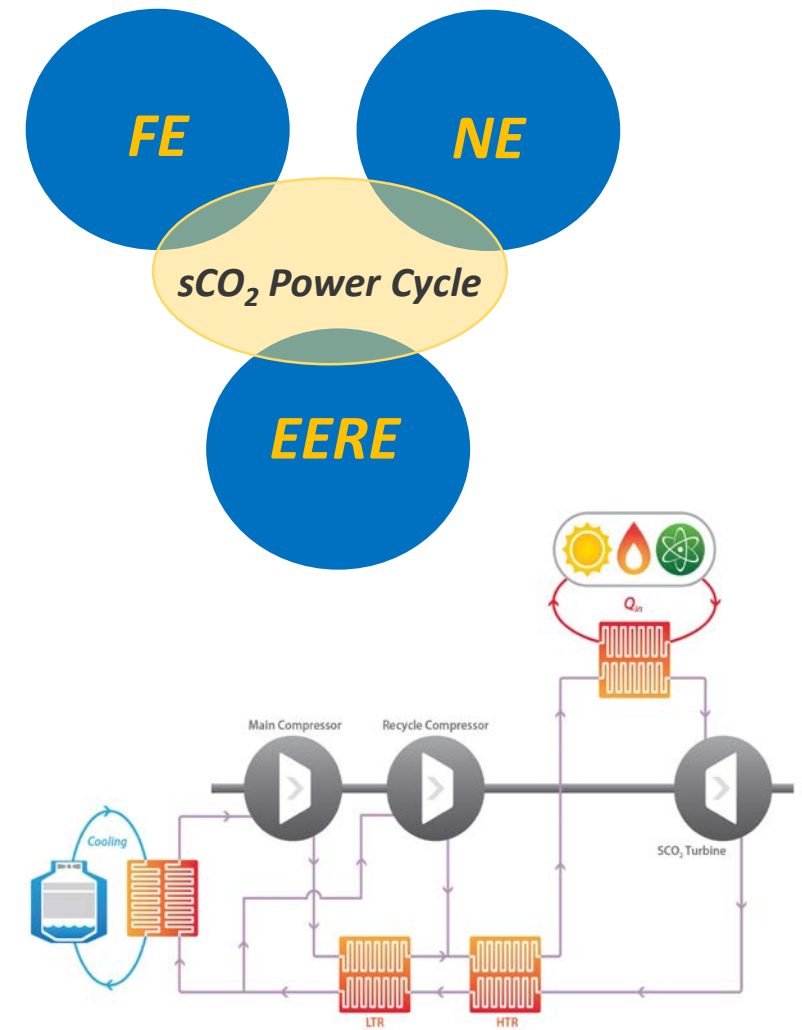 FE
NE
sCO₂ Power Cycle
EERE
Qin
Main Compressor
Recycle Compressor
Cooling
SCO₂ Turbine
LTR
HTR